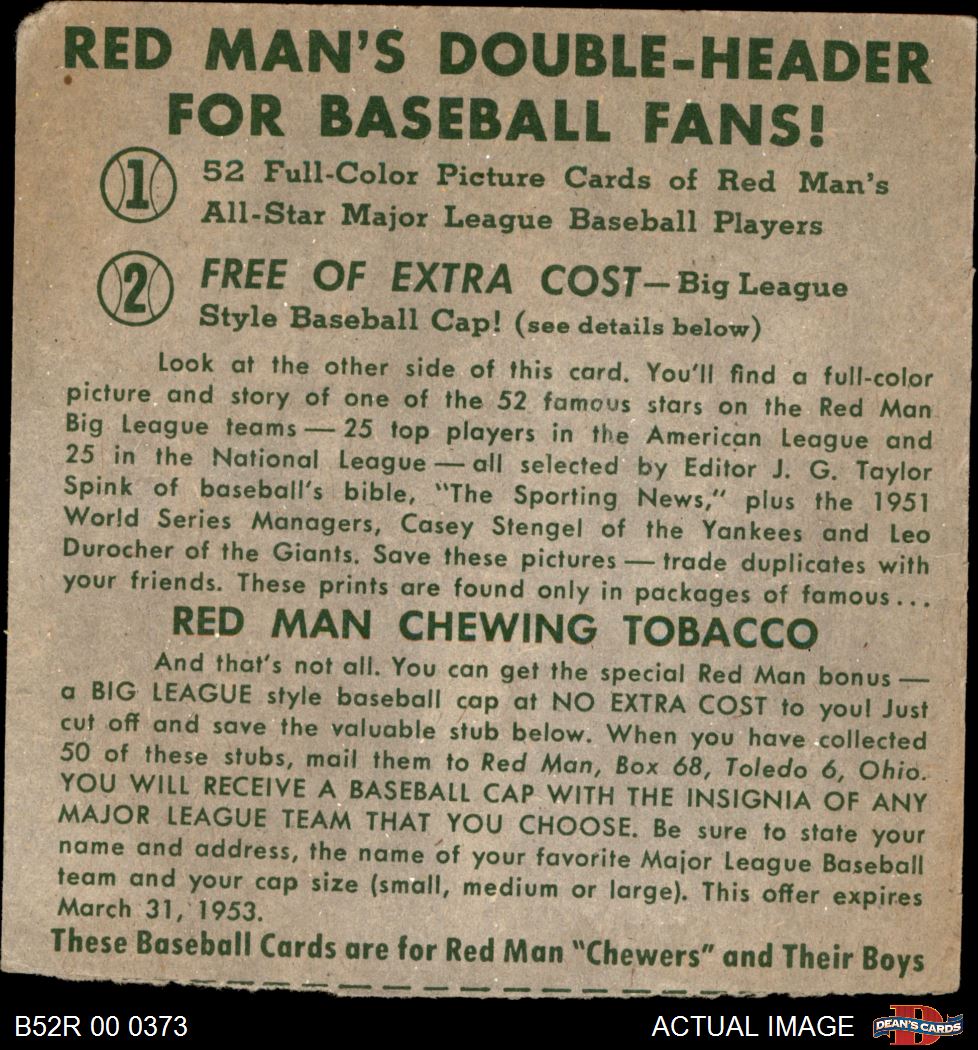 RED MAN'S DOUBLE-HEADER
FOR BASEBALL FANS!
1 52 Full-Color Picture Cards of Red Man's
All-Star Major League Baseball Players
2 FREE OF EXTRA COST—Big League
Style Baseball Cap! (see details below)
Look at the other side of this card. You'll find a full-color
picture and story of one of the 52 famous stars on the Red Man
Big League teams — 25 top players in the American League and
25 in the National League — all selected by Editor J. G. Taylor
Spink of baseball's bible, "The Sporting News," plus the 1951
World Series Managers, Casey Stengel of the Yankees and Leo
Durocher of the Giants. Save these pictures — trade duplicates with
your friends. These prints are found only in packages of famous...
RED MAN CHEWING TOBACCO
And that's not all. You can get the special Red Man bonus —
a BIG LEAGUE style baseball cap at NO EXTRA COST to you! Just
cut off and save the valuable stub below. When you have collected
50 of these stubs, mail them to Red Man, Box 68, Toledo 6, Ohio.
YOU WILL RECEIVE A BASEBALL CAP WITH THE INSIGNIA OF ANY
MAJOR LEAGUE TEAM THAT YOU CHOOSE. Be sure to state your
name and address, the name of your favorite Major League Baseball
team and your cap size (small, medium or large). This offer expires
March 31, 1953.
These Baseball Cards are for Red Man "Chewers" and Their Boys
B52R 00 0373
ACTUAL IMAGE
D
DEAN'S CARDS